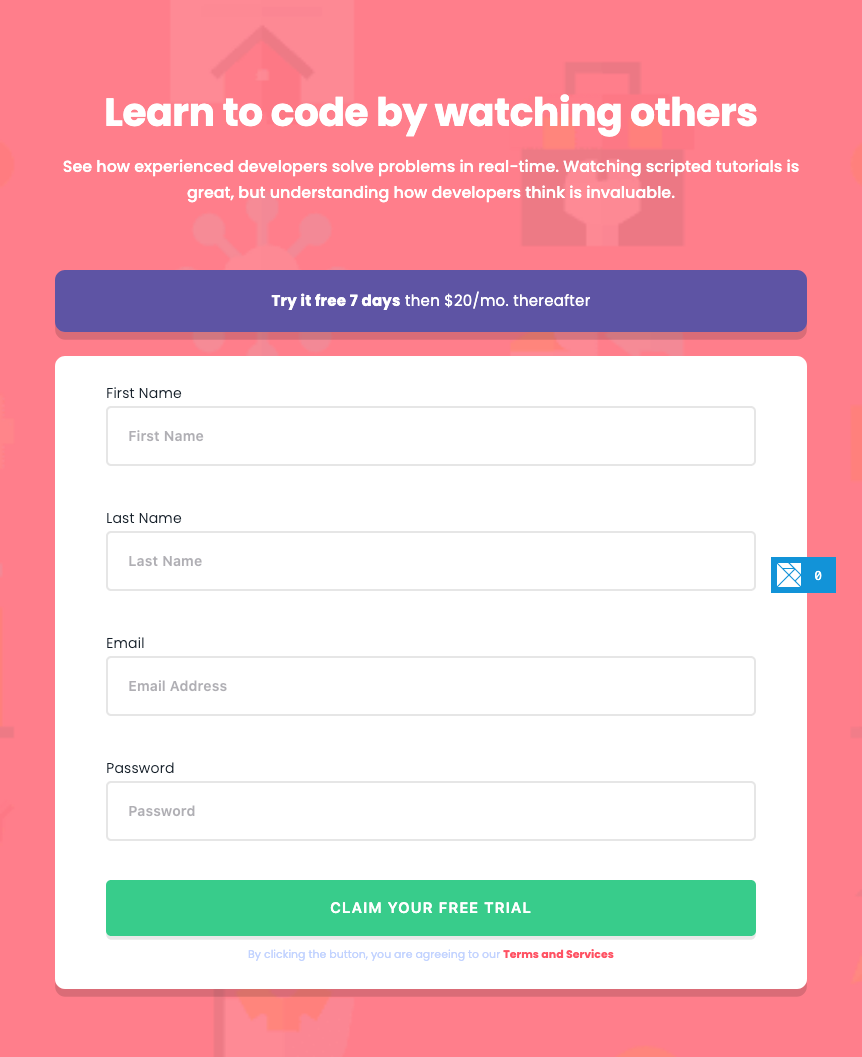 Learn to code by watching others
See how experienced developers solve problems in real-time. Watching scripted tutorials is
great, but understanding how developers think is invaluable.
Try it free 7 days then $20/mo. thereafter
First Name
First Name
Last Name
Last Name
0
Email
Email Address
Password
Password
CLAIM YOUR FREE TRIAL
By clicking the button, you are agreeing to our Terms and Services